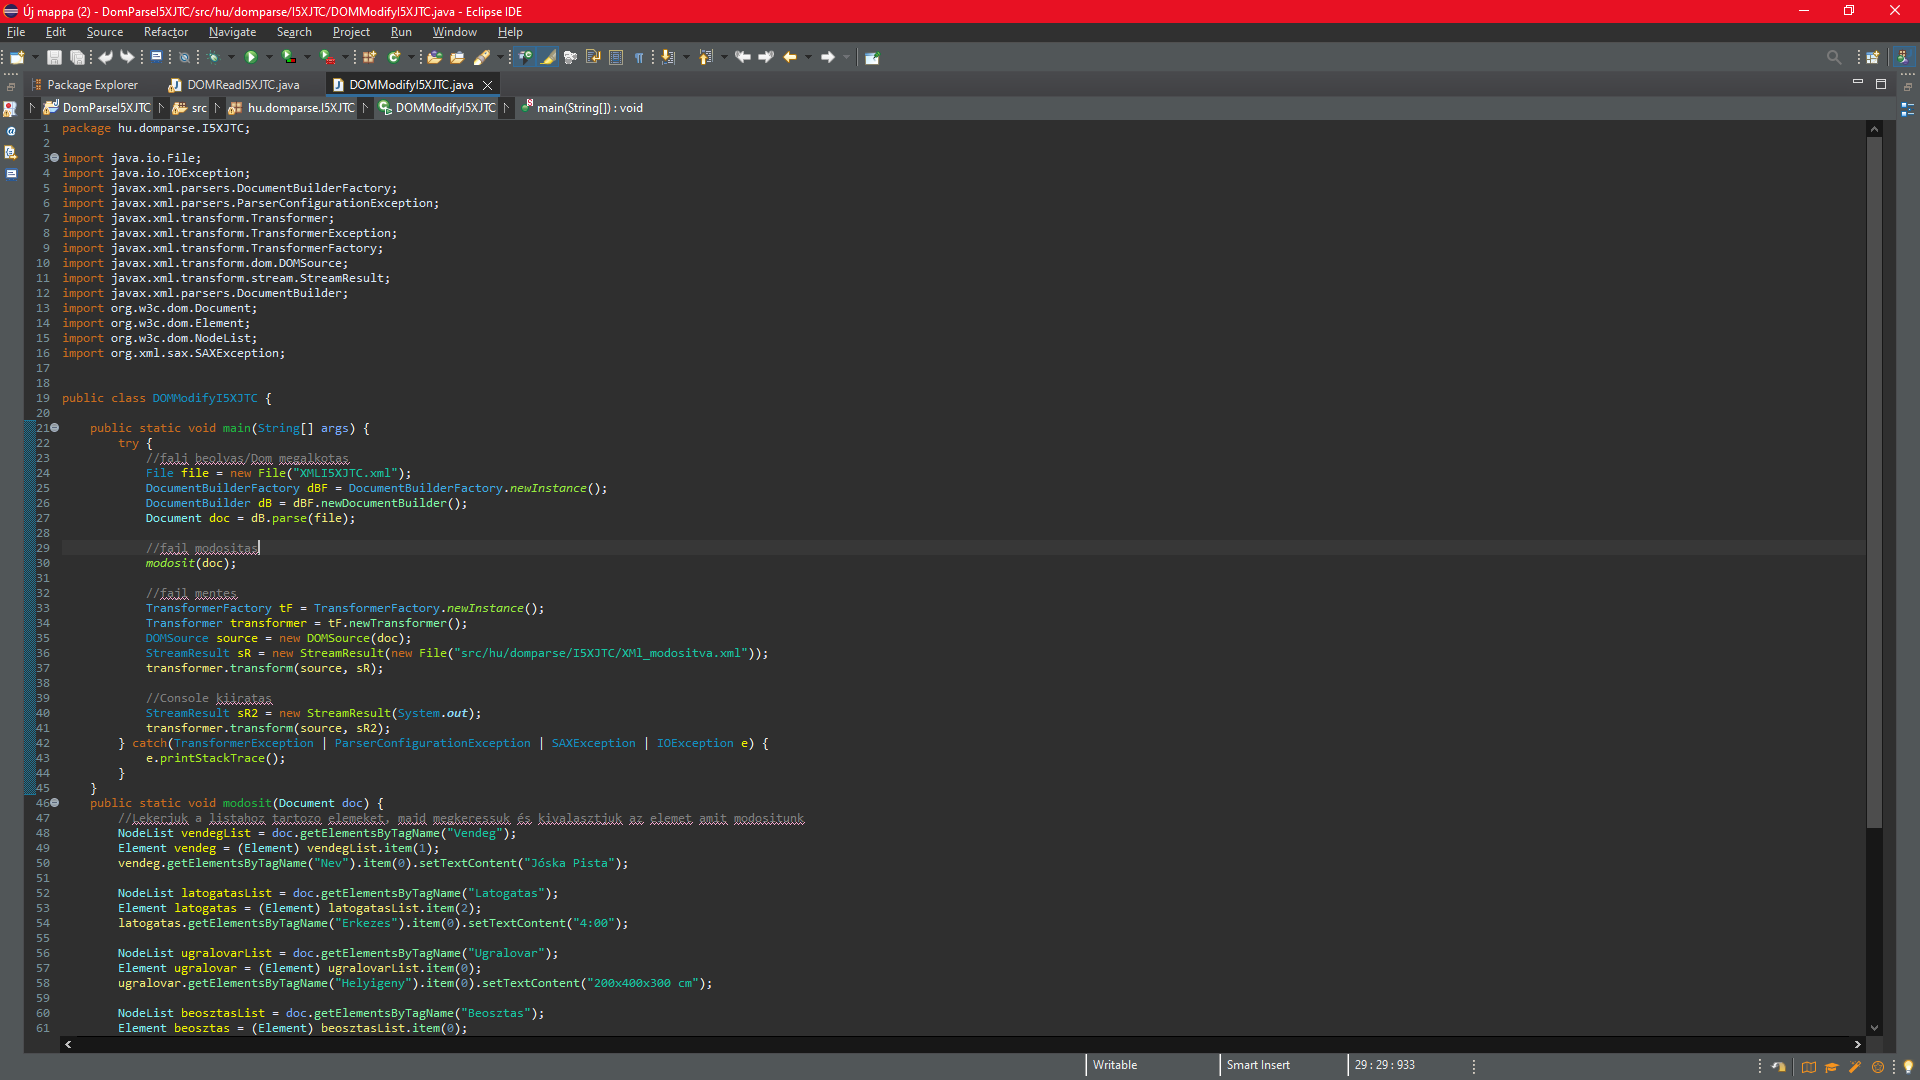 Új mappa (2) - DomParseI5XJTC/src/hu/domparse/I5XJTC/DOMModifyI5XJTC.java - Eclipse IDE
File Edit Source Refactor Navigate Search Project Run Window Help
Package Explorer DOMReadI5XJTC.java DOMModifyI5XJTC.java
DomParseI5XJTC src hu.domparse.I5XJTC DOMModifyI5XJTC main(String[]) : void
1 package hu.domparse.I5XJTC;
2
3 import java.io.File;
4 import java.io.IOException;
5 import javax.xml.parsers.DocumentBuilderFactory;
6 import javax.xml.parsers.ParserConfigurationException;
7 import javax.xml.transform.Transformer;
8 import javax.xml.transform.TransformerException;
9 import javax.xml.transform.TransformerFactory;
10 import javax.xml.transform.dom.DOMSource;
11 import javax.xml.transform.stream.StreamResult;
12 import javax.xml.parsers.DocumentBuilder;
13 import org.w3c.dom.Document;
14 import org.w3c.dom.Element;
15 import org.w3c.dom.NodeList;
16 import org.xml.sax.SAXException;
17
18
19 public class DOMModifyI5XJTC {
20
21 public static void main(String[] args) {
22 try {
23 //falj beolvas/Dom megalkotas
24 File file = new File("XMLI5XJTC.xml");
25 DocumentBuilderFactory dBF = DocumentBuilderFactory.newInstance();
26 DocumentBuilder dB = dBF.newDocumentBuilder();
27 Document doc = dB.parse(file);
28
29 //fajl modositas
30 modosit(doc);
31
32 //fajl mentes
33 TransformerFactory tF = TransformerFactory.newInstance();
34 Transformer transformer = tF.newTransformer();
35 DOMSource source = new DOMSource(doc);
36 StreamResult sR = new StreamResult(new File("src/hu/domparse/I5XJTC/XMl_modositva.xml"));
37 transformer.transform(source, sR);
38
39 //Console kiiratas
40 StreamResult sR2 = new StreamResult(System.out);
41 transformer.transform(source, sR2);
42 } catch(TransformerException | ParserConfigurationException | SAXException | IOException e) {
43 e.printStackTrace();
44 }
45 }
46 public static void modosit(Document doc) {
47 //Lekerjuk a listahoz tartozo elemeket, majd megkeressuk és kivalasztjuk az elemet amit modositunk
48 NodeList vendegList = doc.getElementsByTagName("Vendeg");
49 Element vendeg = (Element) vendegList.item(1);
50 vendeg.getElementsByTagName("Nev").item(0).setTextContent("Jóska Pista");
51
52 NodeList latogatasList = doc.getElementsByTagName("Latogatas");
53 Element latogatas = (Element) latogatasList.item(2);
54 latogatas.getElementsByTagName("Erkezes").item(0).setTextContent("4:00");
55
56 NodeList ugralovarList = doc.getElementsByTagName("Ugralovar");
57 Element ugralovar = (Element) ugralovarList.item(0);
58 ugralovar.getElementsByTagName("Helyigeny").item(0).setTextContent("200x400x300 cm");
59
60 NodeList beosztasList = doc.getElementsByTagName("Beosztas");
61 Element beosztas = (Element) beosztasList.item(0);
Writable Smart Insert 29 : 29 : 933